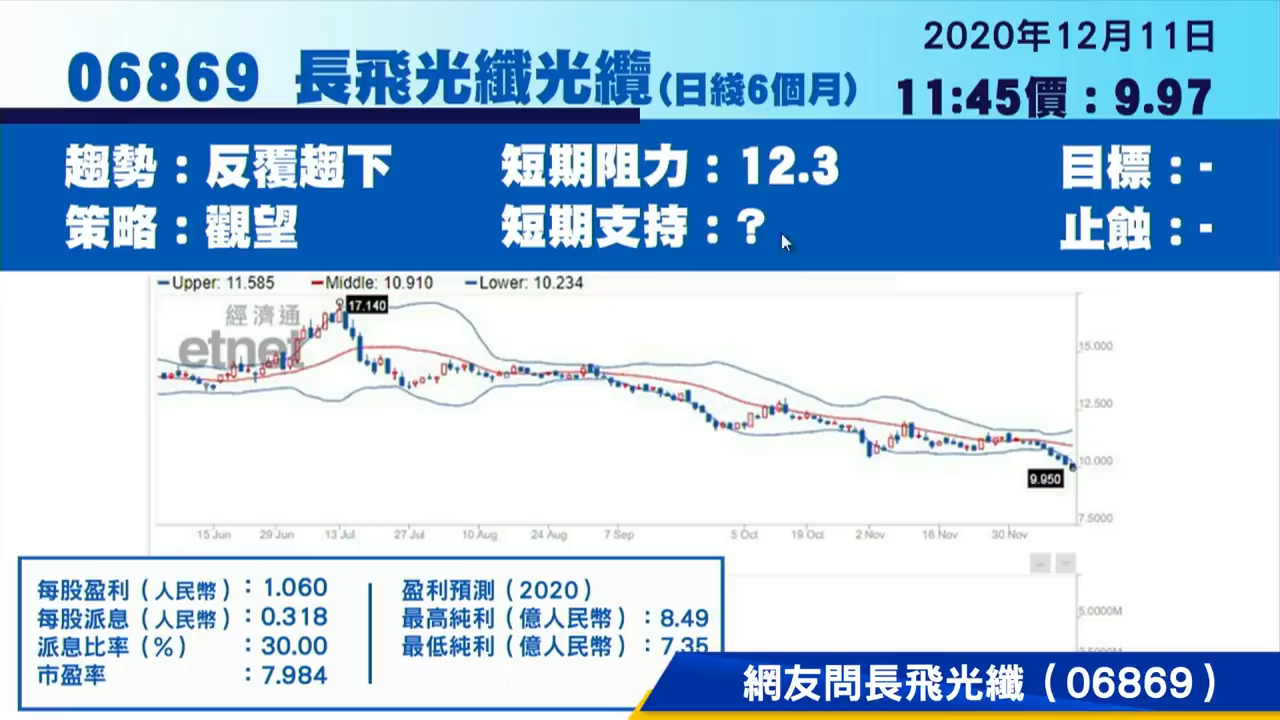 2020年12月11日
06869 長飛光纖光纜(日綫6個月)
11:45價：9.97
趨勢：反覆趨下 短期阻力：12.3 目標：-
策略：觀望 短期支持：? 止蝕：-
Upper: 11.585 Middle: 10.910 Lower: 10.234
17.140
經濟通
etnet
15.000
12.500
10.000
9.950
7.5000
15 Jun 29 Jun 13 Jul 27 Jul 10 Aug 24 Aug 7 Sep 5 Oct 19 Oct 2 Nov 16 Nov 30 Nov
每股盈利（人民幣）：1.060 盈利預測（2020）
每股派息（人民幣）：0.318 最高純利（億人民幣）：8.49
派息比率（%）：30.00 最低純利（億人民幣）：7.35
市盈率：7.984
5.0000M
網友問長飛光纖（06869）